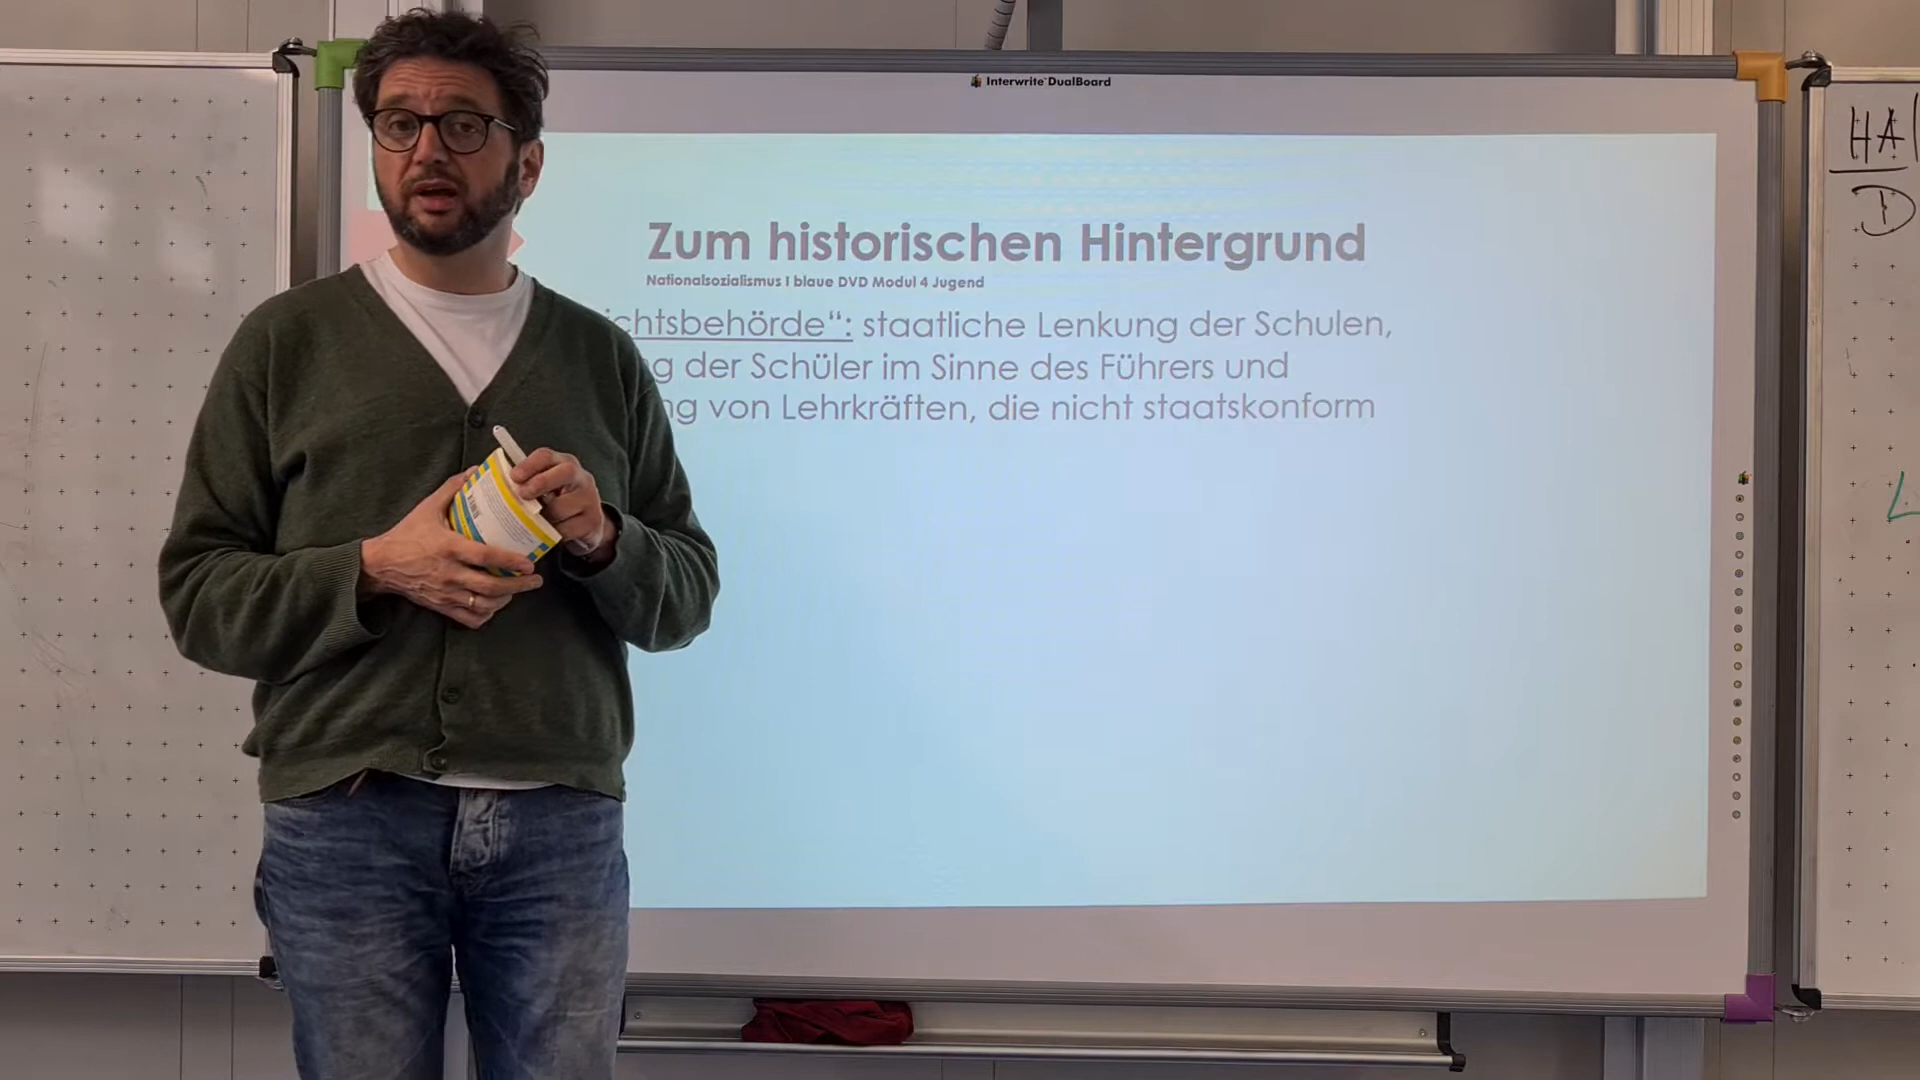 Interwrite DualBoard
Zum historischen Hintergrund
Nationalsozialismus I blaue DVD Modul 4 Jugend
ichtsbehörde“: staatliche Lenkung der Schulen,
g der Schüler im Sinne des Führers und
ng von Lehrkräften, die nicht staatskonform
HA
D